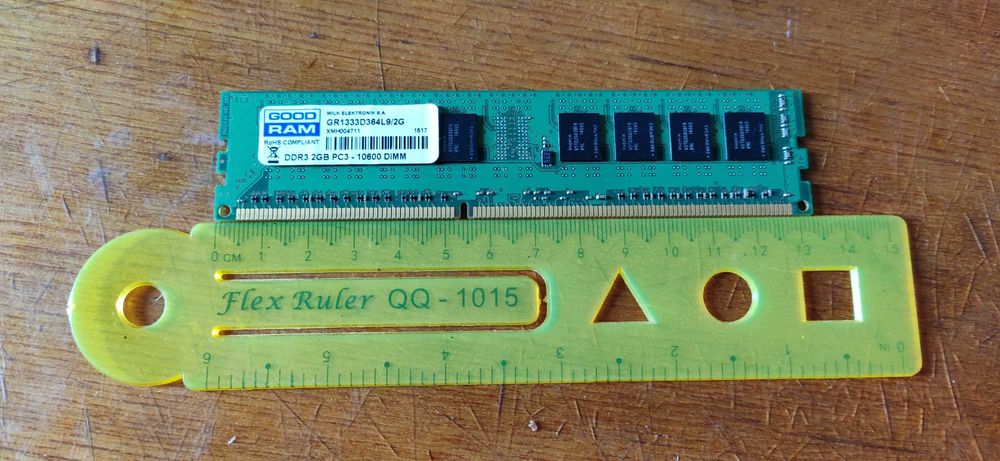 GOOD
RAM
RoHS COMPLIANT
WILK ELEKTRONIK S.A.
GR1333D364L9/2G
XMH004711 1617
DDR3 2GB PC3 - 10600 DIMM
0 CM 1 2 3 4 5 6 7 8 9 10 11 12 13 14 15
Flex Ruler QQ - 1015
6 5 4 3 2 1 0 IN